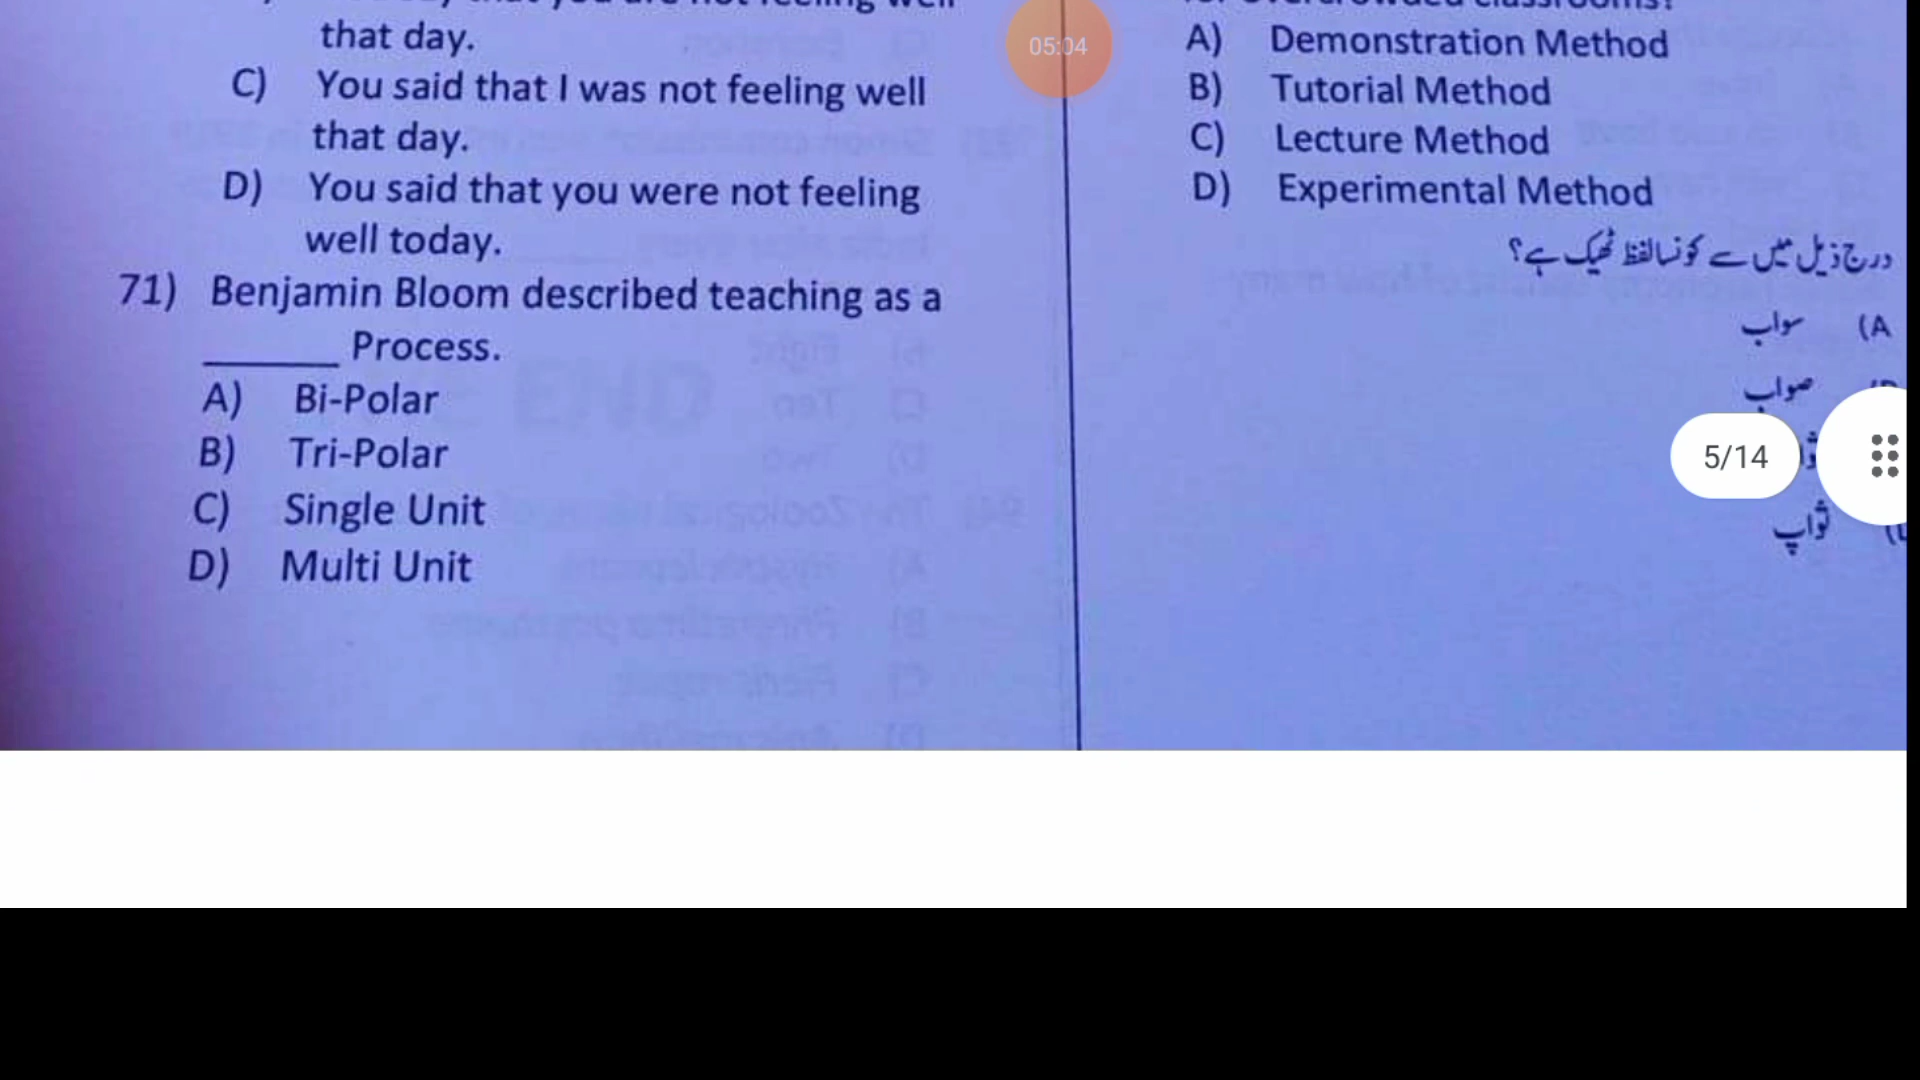 that day.
C) You said that I was not feeling well
that day.
D) You said that you were not feeling
well today.
71) Benjamin Bloom described teaching as a
______ Process.
A) Bi-Polar
B) Tri-Polar
C) Single Unit
D) Multi Unit
05:04
A) Demonstration Method
B) Tutorial Method
C) Lecture Method
D) Experimental Method
درج ذیل میں سے کونسا لفظ ٹھیک ہے؟
A) سواب
صواب
ثواپ
5/14